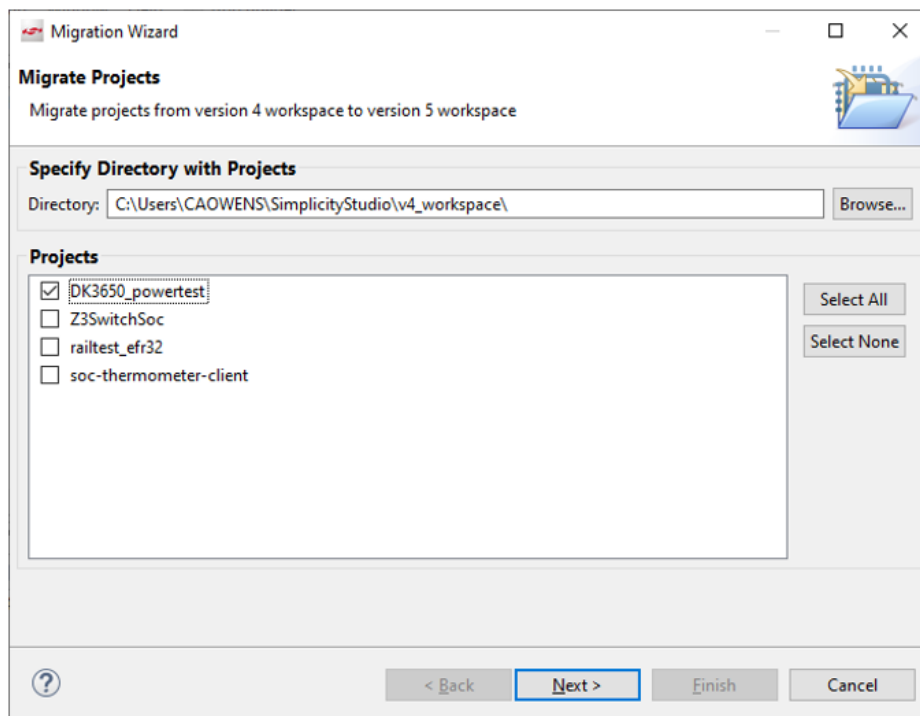 Migration Wizard
Migrate Projects
Migrate projects from version 4 workspace to version 5 workspace
Specify Directory with Projects
Directory: C:\Users\CAOWENS\SimplicityStudio\v4_workspace\ Browse...
Projects
DK3650_powertest
Z3SwitchSoc
railtest_efr32
soc-thermometer-client
Select All
Select None
? < Back Next > Finish Cancel